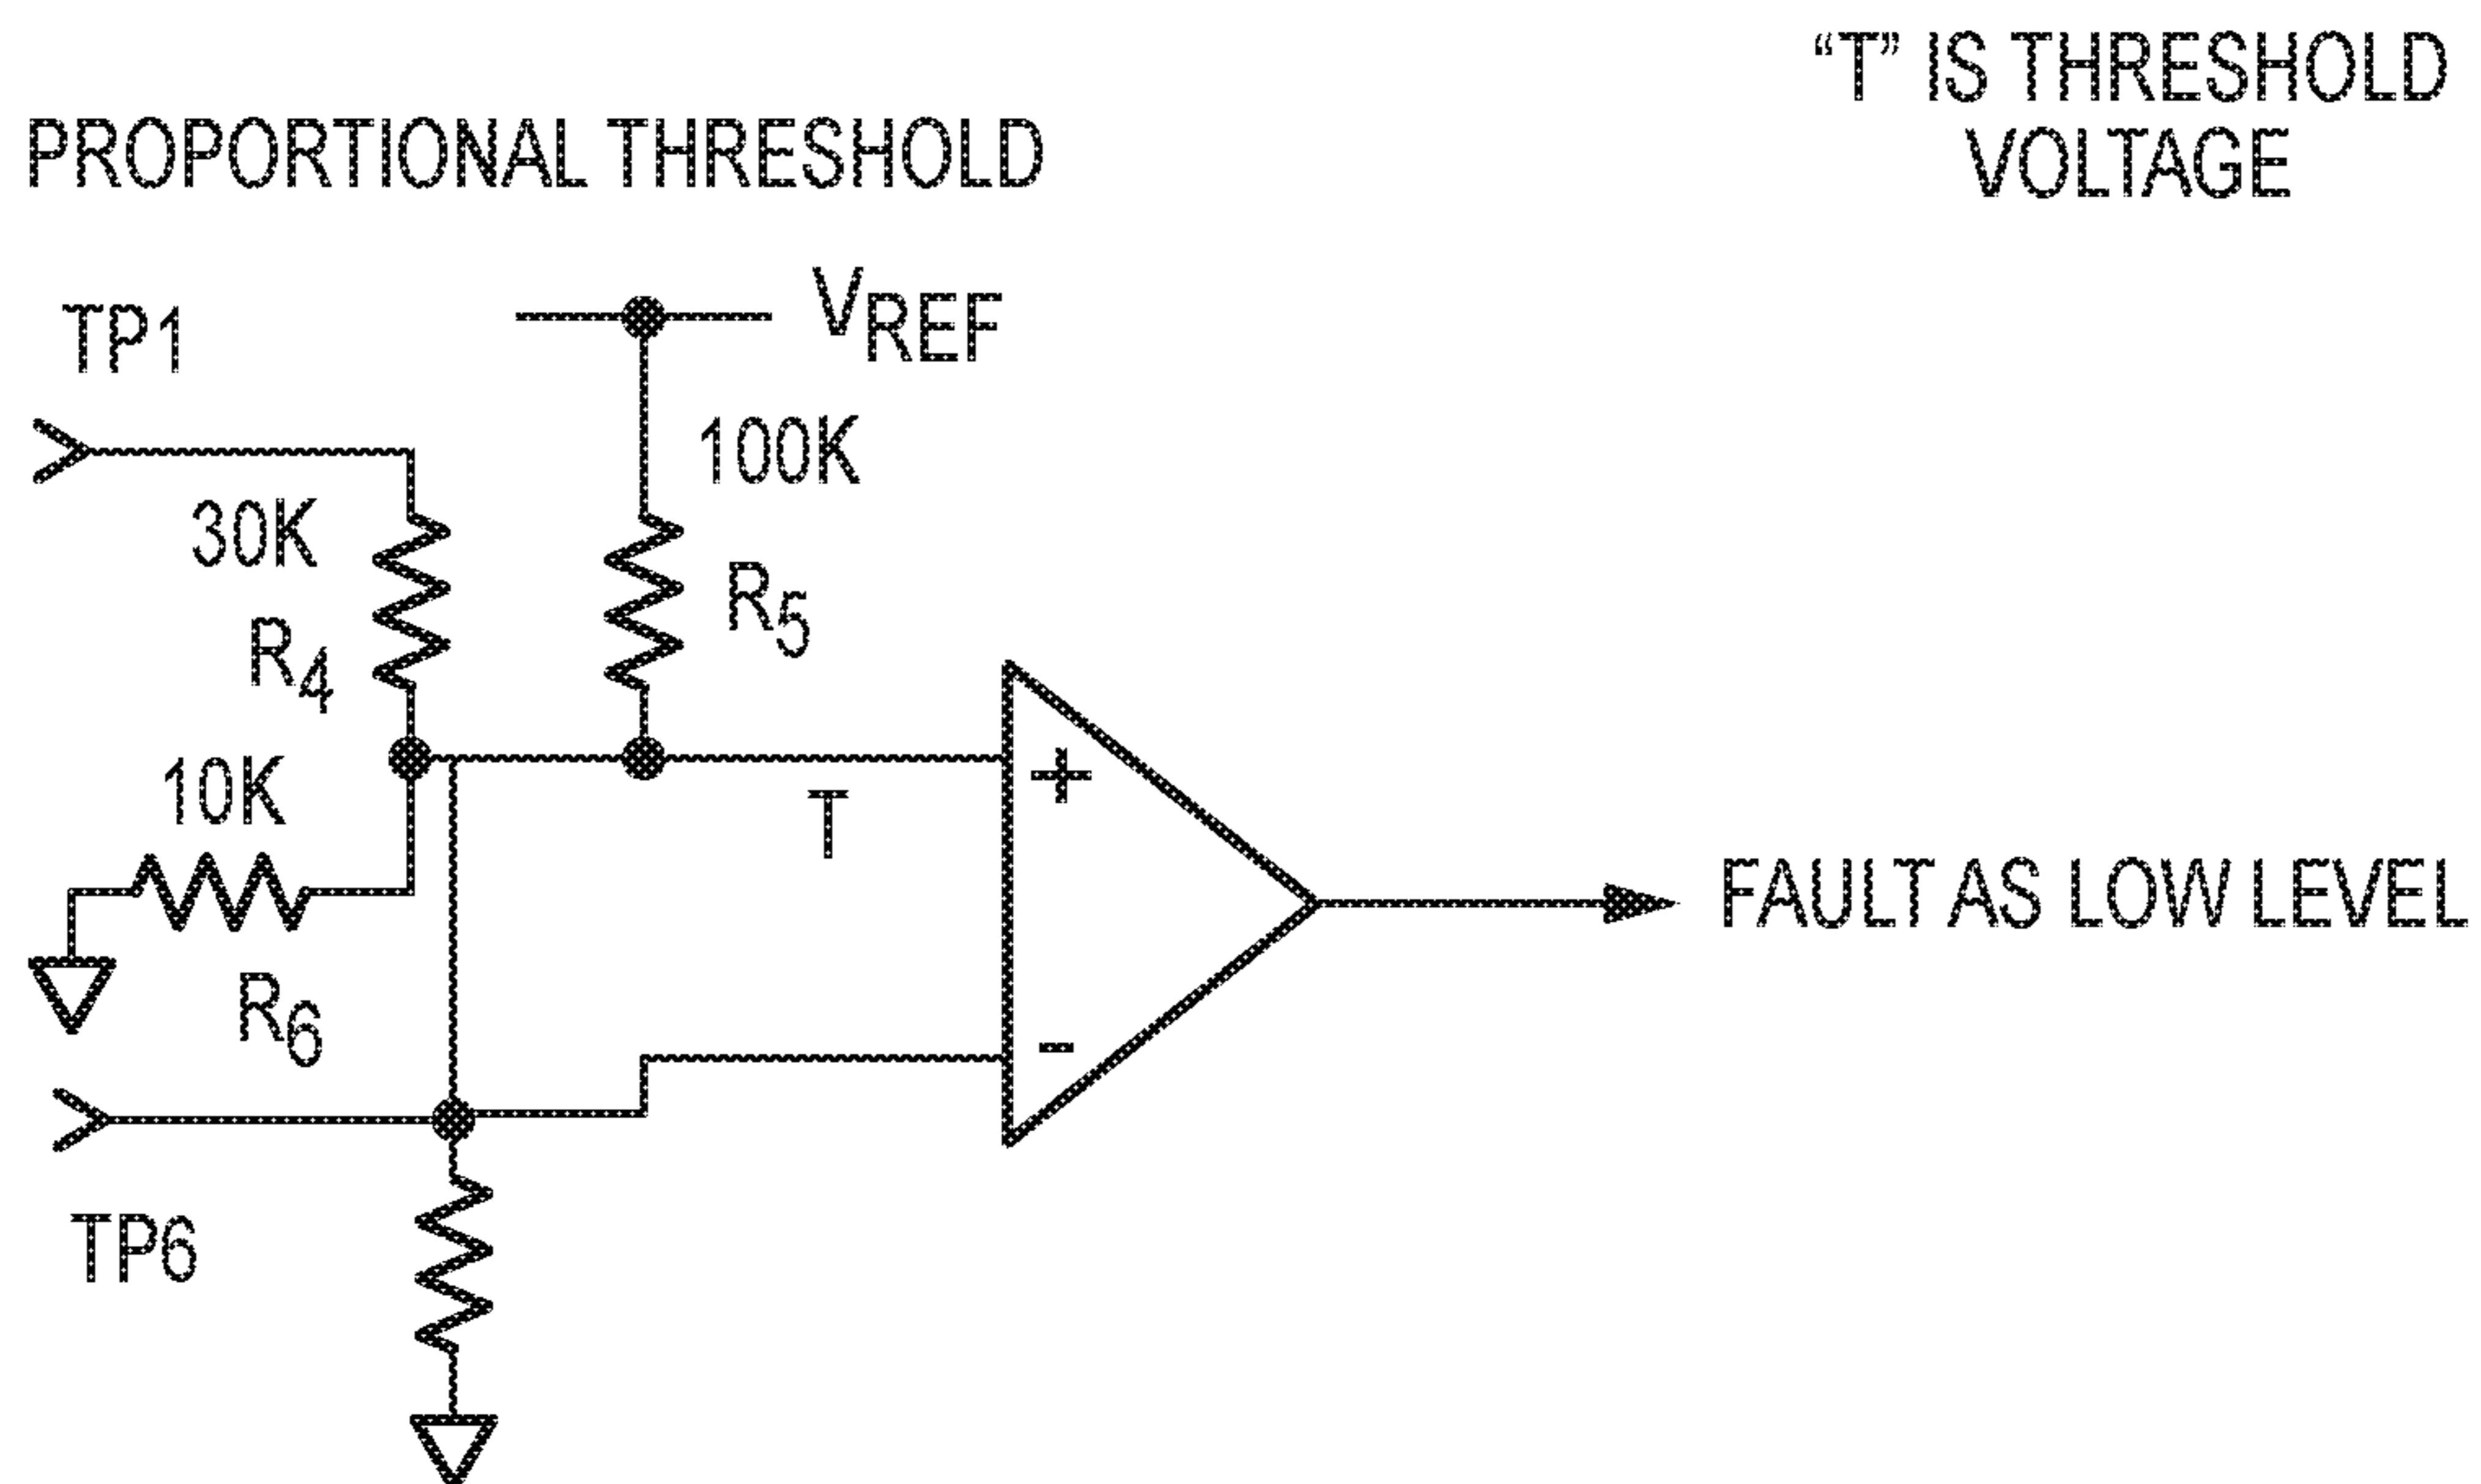 “T” IS THRESHOLD
VOLTAGE
PROPORTIONAL THRESHOLD
TP1
VREF
100K
30K
R5
R4
10K
+
T
FAULT AS LOW LEVEL
R6
-
TP6